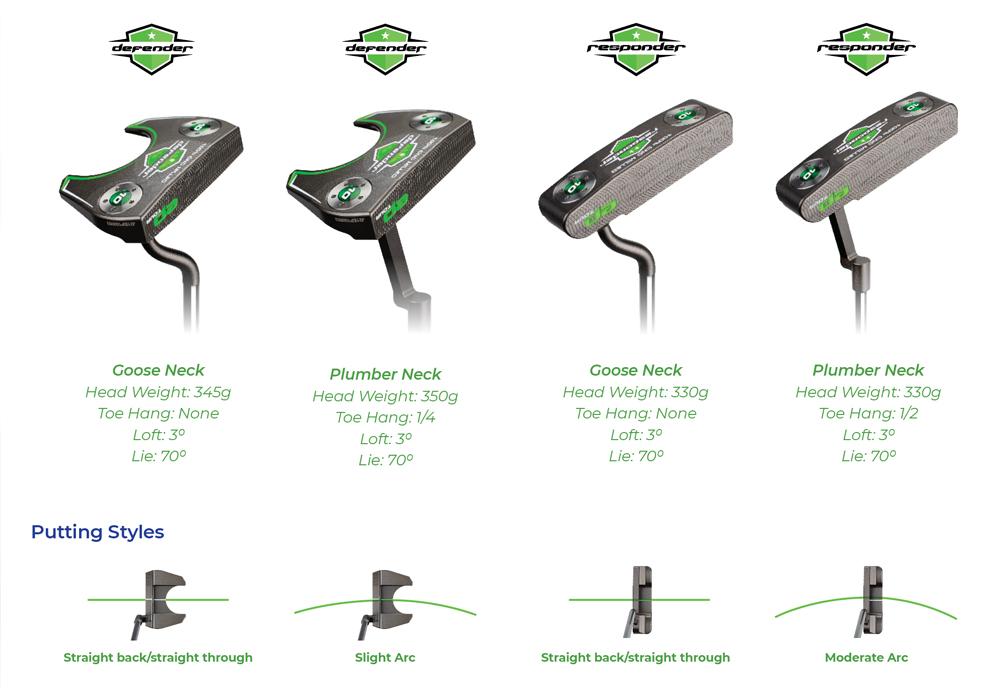 defender
defender
responder
responder
Goose Neck
Head Weight: 345g
Toe Hang: None
Loft: 3º
Lie: 70º
Plumber Neck
Head Weight: 350g
Toe Hang: 1/4
Loft: 3º
Lie: 70º
Goose Neck
Head Weight: 330g
Toe Hang: None
Loft: 3º
Lie: 70º
Plumber Neck
Head Weight: 330g
Toe Hang: 1/2
Loft: 3º
Lie: 70º
Putting Styles
Straight back/straight through
Slight Arc
Straight back/straight through
Moderate Arc